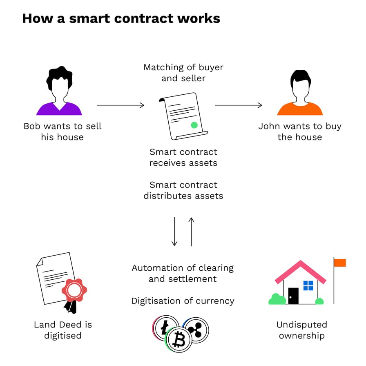 How a smart contract works
Matching of buyer
and seller
Bob wants to sell
his house
John wants to buy
the house
Smart contract
receives assets
Smart contract
distributes assets
Automation of clearing
and settlement
Digitisation of currency
Land Deed is
digitised
Undisputed
ownership